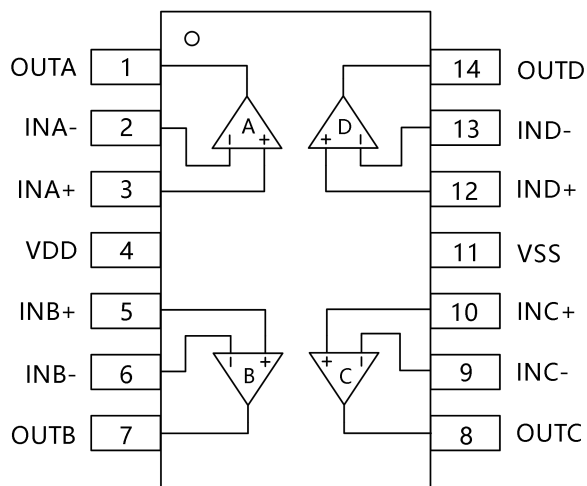 OUTA 1 14 OUTD
INA- 2 A D 13 IND-
- + + -
INA+ 3 12 IND+
VDD 4 11 VSS
INB+ 5 10 INC+
- + + -
INB- 6 B C 9 INC-
OUTB 7 8 OUTC